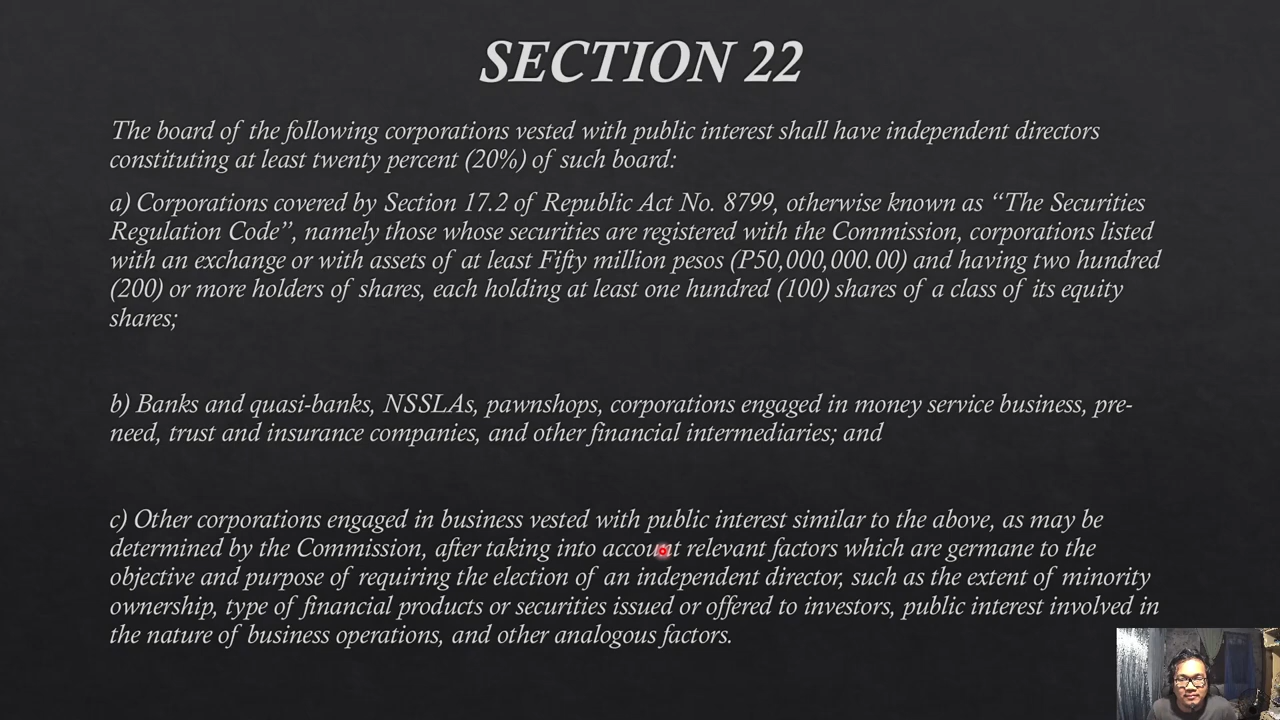 SECTION 22
The board of the following corporations vested with public interest shall have independent directors
constituting at least twenty percent (20%) of such board:
a) Corporations covered by Section 17.2 of Republic Act No. 8799, otherwise known as “The Securities
Regulation Code”, namely those whose securities are registered with the Commission, corporations listed
with an exchange or with assets of at least Fifty million pesos (P50,000,000.00) and having two hundred
(200) or more holders of shares, each holding at least one hundred (100) shares of a class of its equity
shares;
b) Banks and quasi-banks, NSSLAs, pawnshops, corporations engaged in money service business, pre-
need, trust and insurance companies, and other financial intermediaries; and
c) Other corporations engaged in business vested with public interest similar to the above, as may be
determined by the Commission, after taking into account relevant factors which are germane to the
objective and purpose of requiring the election of an independent director, such as the extent of minority
ownership, type of financial products or securities issued or offered to investors, public interest involved in
the nature of business operations, and other analogous factors.